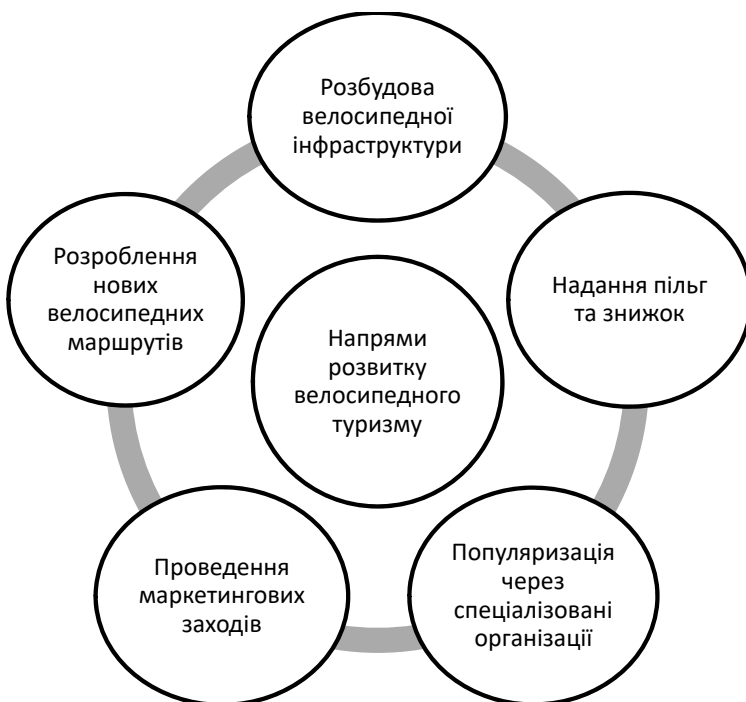 Розбудова
велосипедної
інфраструктури
Надання пільг
та знижок
Популяризація
через
спеціалізовані
організації
Проведення
маркетингових
заходів
Розроблення
нових
велосипедних
маршрутів
Напрями
розвитку
велосипедного
туризму